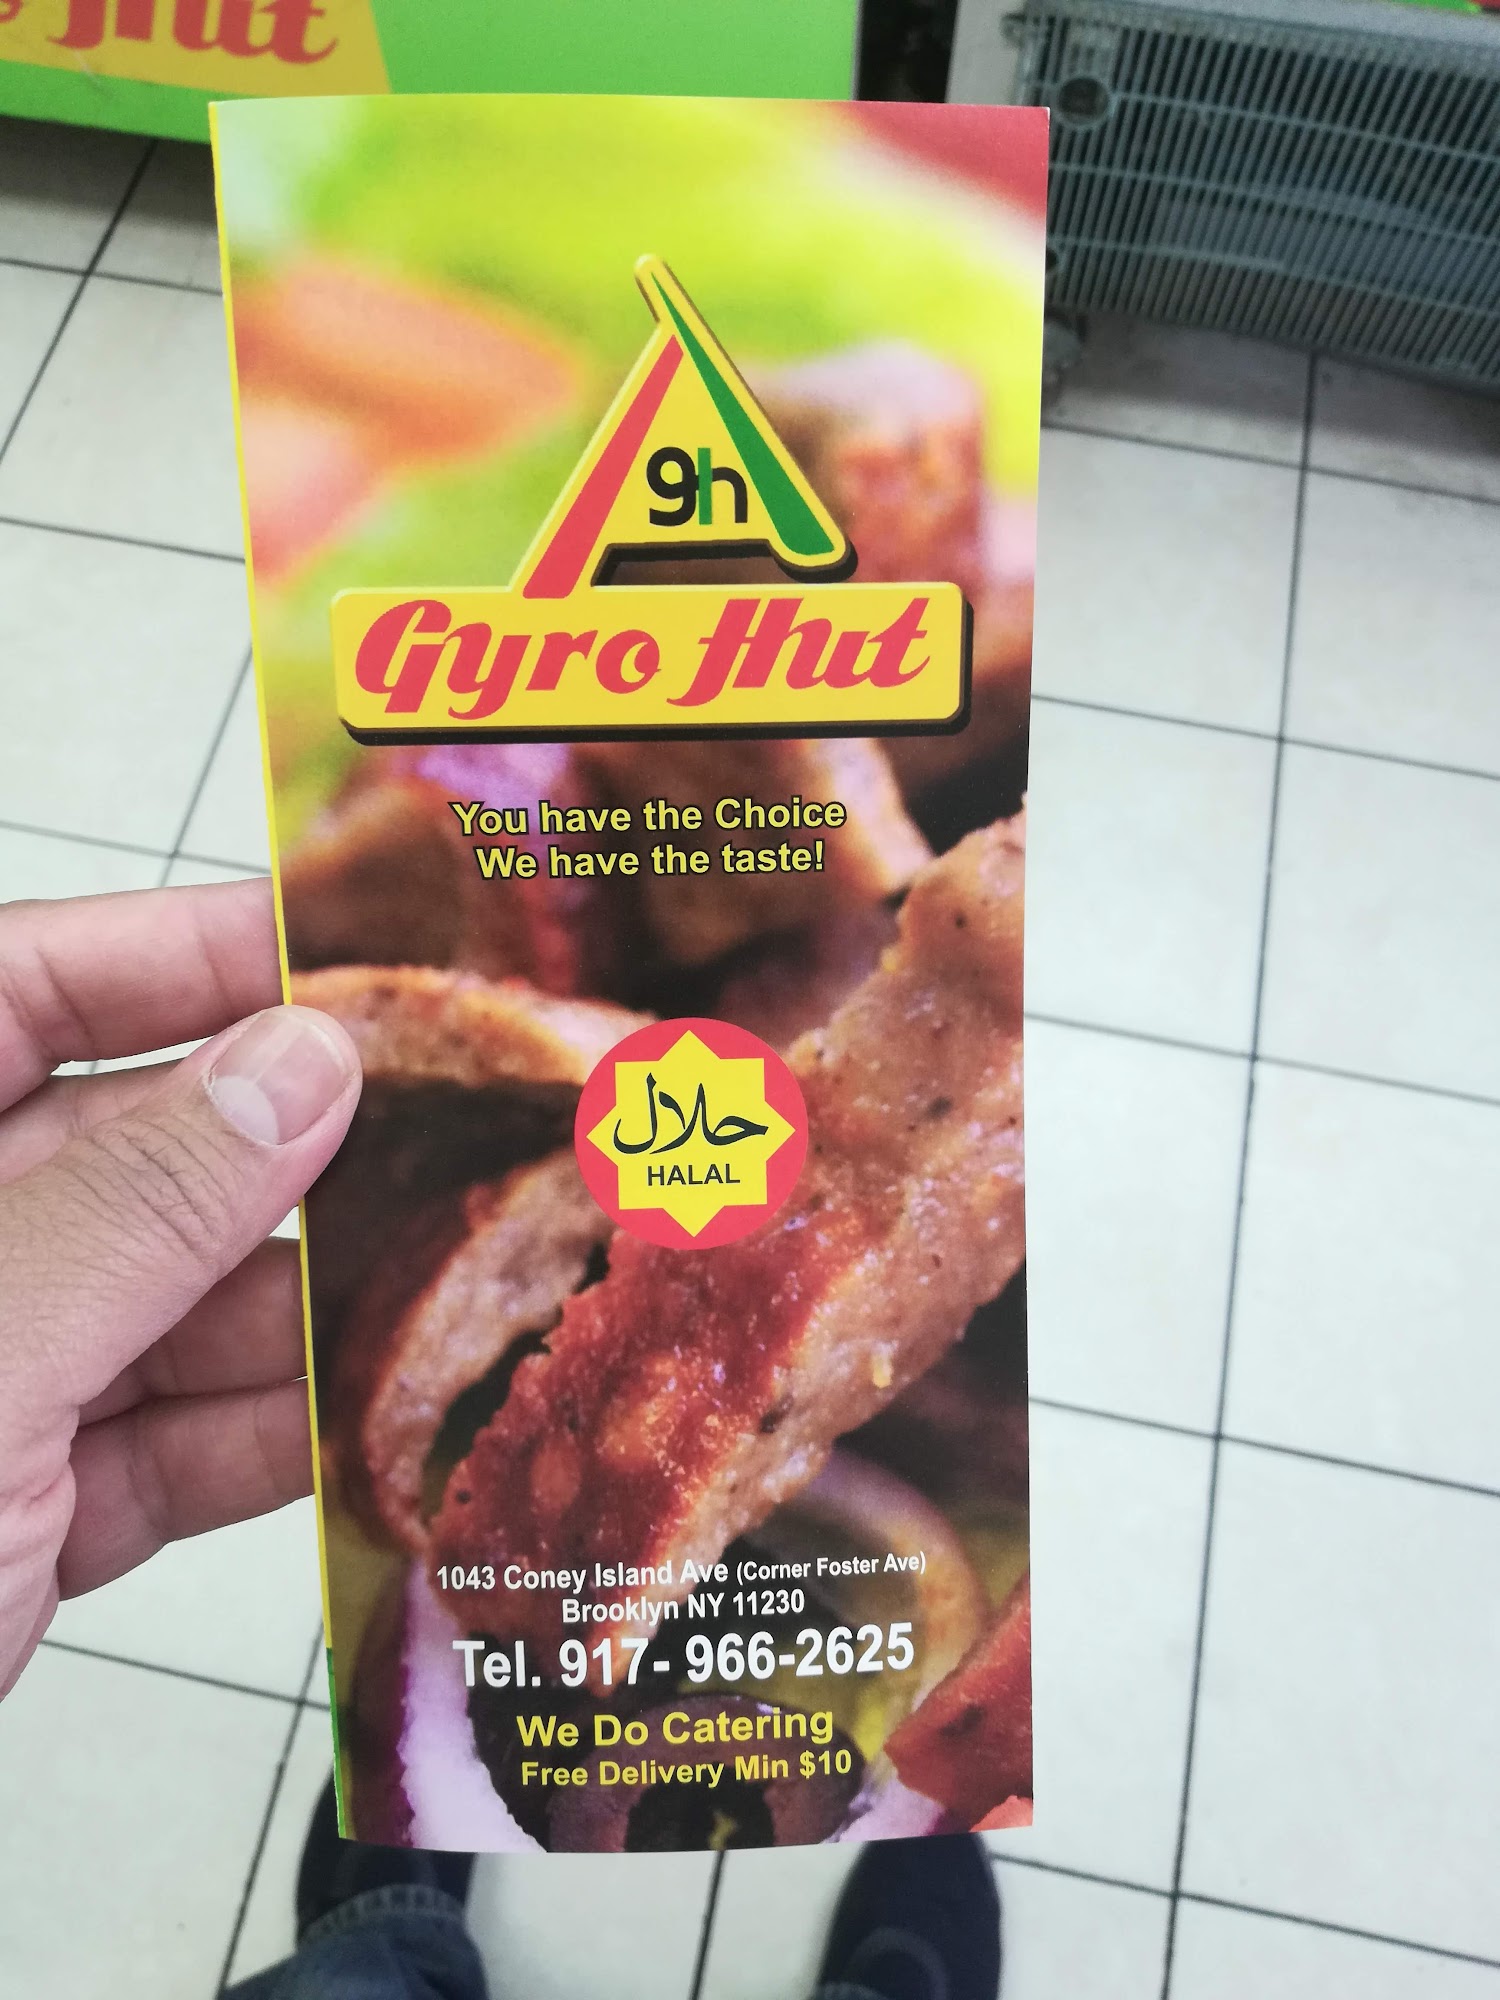 Hut
gh
Gyro Hut
You have the Choice
We have the taste!
حلال
HALAL
1043 Coney Island Ave (Corner Foster Ave)
Brooklyn NY 11230
Tel. 917- 966-2625
We Do Catering
Free Delivery Min $10